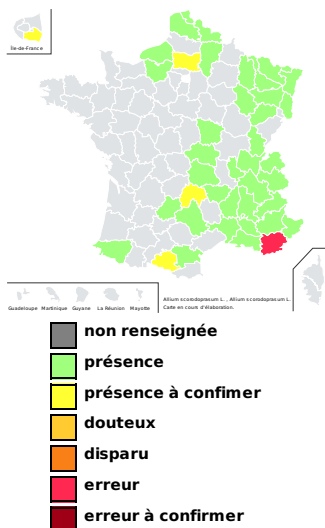 Île-de-France
Guadeloupe Martinique Guyane La Réunion Mayotte
Allium scorodoprasum L. , Allium scorodoprasum L.
Carte en cours d'élaboration.
non renseignée
présence
présence à confimer
douteux
disparu
erreur
erreur à confirmer